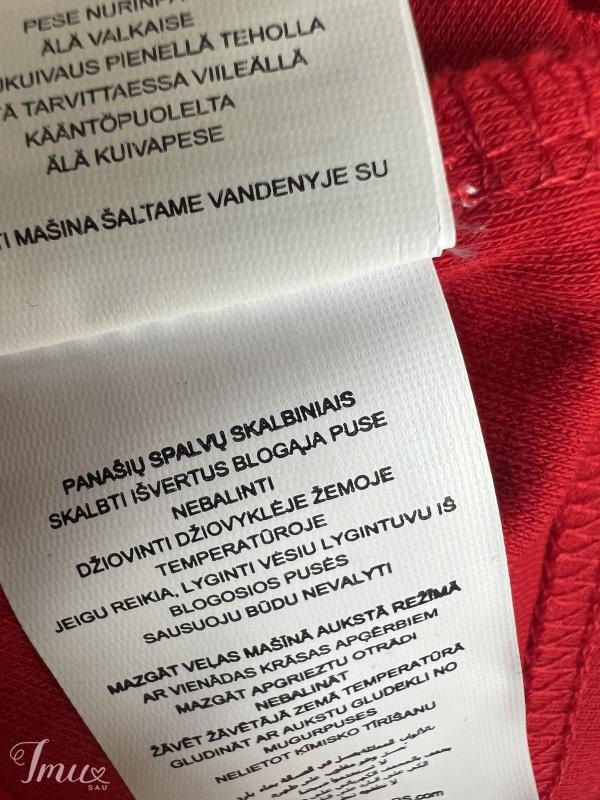 PESE NURINPÄ
ÄLÄ VALKAISE
KUIVAUS PIENELLÄ TEHOLLA
TARVITTAESSA VIILEÄLLÄ
KÄÄNTÖPUOLELTA
ÄLÄ KUIVAPESE
TI MAŠINA ŠALTAME VANDENYJE SU
PANAŠIŲ SPALVŲ SKALBINIAIS
SKALBTI IŠVERTUS BLOGĄJA PUSE
NEBALINTI
DŽIOVINTI DŽIOVYKLĖJE ŽEMOJE
TEMPERATŪROJE
JEIGU REIKIA, LYGINTI VĖSIU LYGINTUVU IŠ
BLOGOSIOS PUSĖS
SAUSUOJU BŪDU NEVALYTI
MAZGĀT VEĻAS MAŠĪNĀ AUKSTĀ REŽĪMĀ
AR VIENĀDAS KRĀSAS APĢĒRBIEM
MAZGĀT APGRIEZTU OTRĀDI
NEBALINĀT
ŽĀVĒT ŽĀVĒTĀJĀ ZEMĀ TEMPERATŪRĀ
GLUDINĀT AR AUKSTU GLUDEKLI NO
MUGURPUSES
NELIETOT ĶĪMISKO TĪRĪŠANU
Imu
SAU